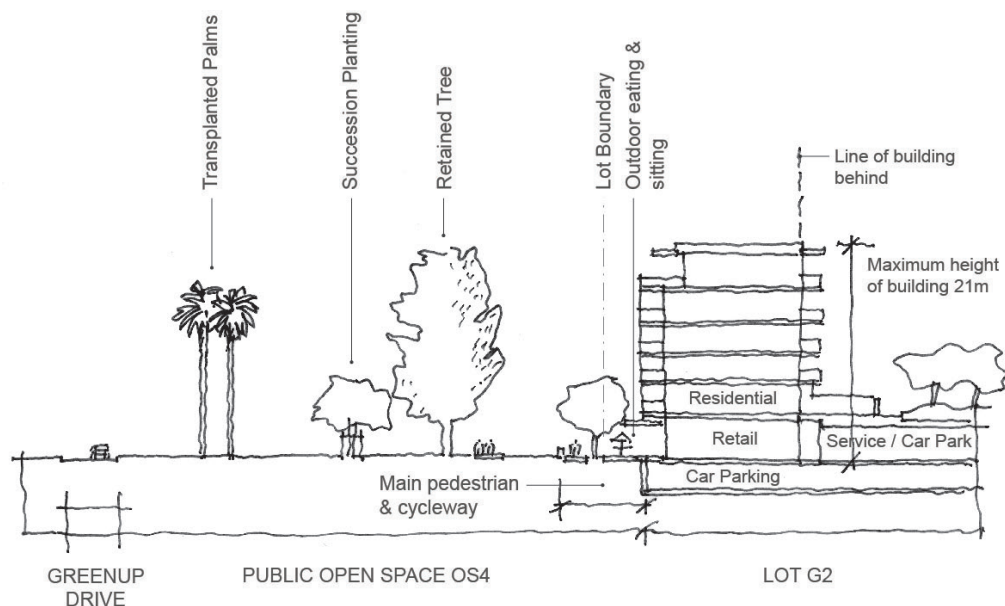 Transplanted Palms
Succession Planting
Retained Tree
Lot Boundary
Outdoor eating &
sitting
Line of building
behind
Maximum height
of building 21m
Residential
Retail
Service / Car Park
Car Parking
Main pedestrian
& cycleway
GREENUP
DRIVE
PUBLIC OPEN SPACE OS4
LOT G2